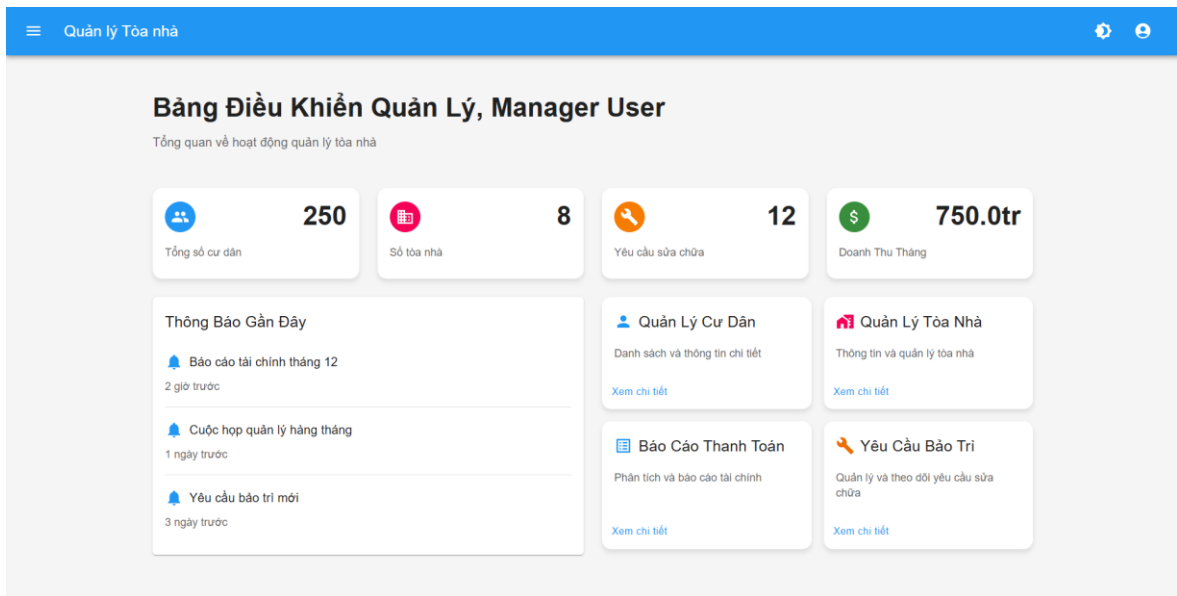 Quản lý Tòa nhà
Bảng Điều Khiển Quản Lý, Manager User
Tổng quan về hoạt động quản lý tòa nhà
250
Tổng số cư dân
8
Số tòa nhà
12
Yêu cầu sửa chữa
$
750.0tr
Doanh Thu Tháng
Thông Báo Gần Đây
Báo cáo tài chính tháng 12
2 giờ trước
Cuộc họp quản lý hàng tháng
1 ngày trước
Yêu cầu bảo trì mới
3 ngày trước
Quản Lý Cư Dân
Danh sách và thông tin chi tiết
Xem chi tiết
Quản Lý Tòa Nhà
Thông tin và quản lý tòa nhà
Xem chi tiết
Báo Cáo Thanh Toán
Phân tích và báo cáo tài chính
Xem chi tiết
Yêu Cầu Bảo Trì
Quản lý và theo dõi yêu cầu sửa
chữa
Xem chi tiết